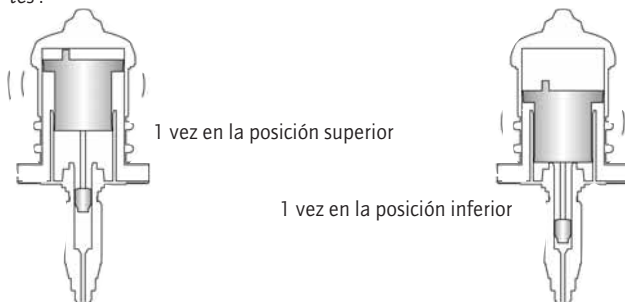 tes :
1 vez en la posición superior
1 vez en la posición inferior